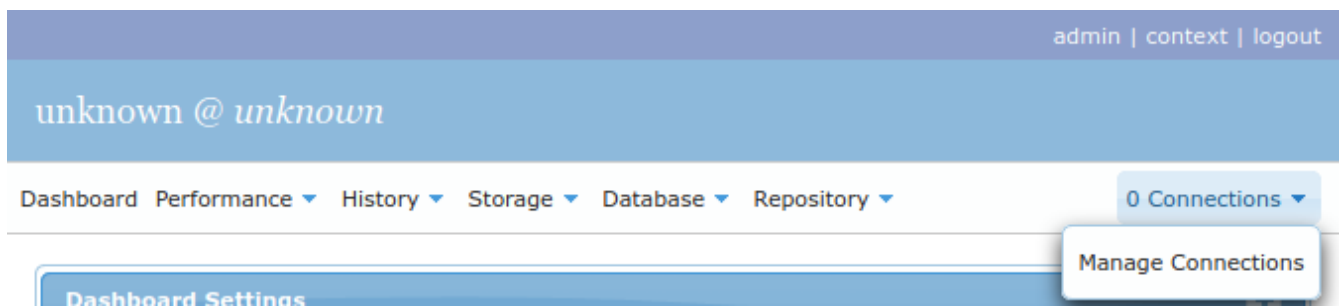 admin | context | logout
unknown @ unknown
Dashboard Performance History Storage Database Repository 0 Connections
Manage Connections
Dashboard Settings